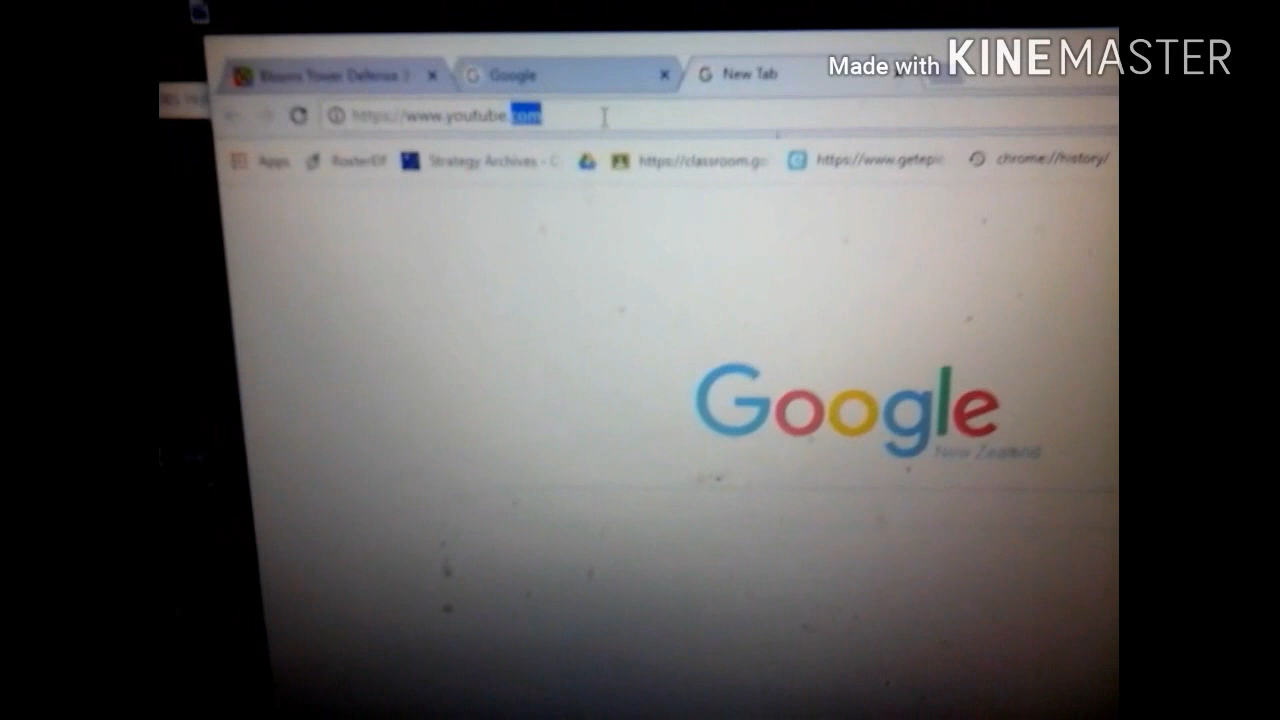 Made with KINEMASTER
Bloons Tower Defense
Google
New Tab
https://www.youtube.com
Apps
RosterElf
Strategy Archives - C
https://classroom.go
https://www.getepic
chrome://history/
Google
New Zealand